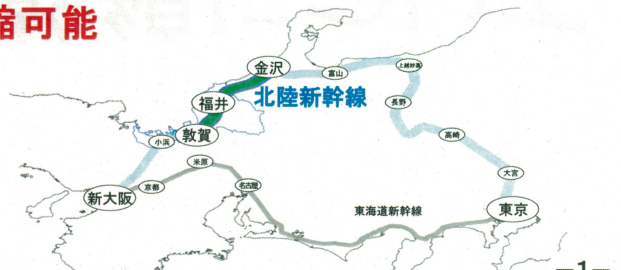 縮可能
金沢
富山
上越妙高
福井
北陸新幹線
長野
敦賀
小浜
高崎
米原
大宮
新大阪
京都
名古屋
東海道新幹線
東京
—1—